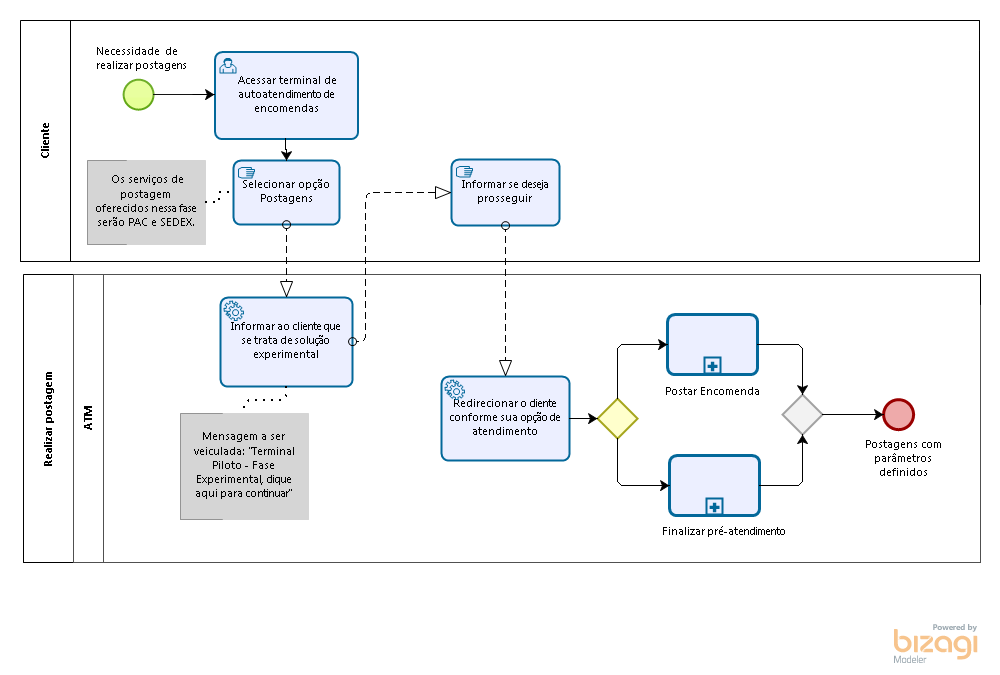 Cliente
Necessidade de
realizar postagens
Acessar terminal de
autoatendimento de
encomendas
Os serviços de
postagem
oferecidos nessa fase
serão PAC e SEDEX.
Selecionar opção
Postagens
Informar se deseja
prosseguir
Realizar postagem
ATM
Informar ao cliente que
se trata de solução
experimental
Mensagem a ser
veiculada: "Terminal
Piloto - Fase
Experimental, clique
aqui para continuar"
Redirecionar o cliente
conforme sua opção de
atendimento
Postar Encomenda
Finalizar pré-atendimento
Postagens com
parâmetros
definidos
Powered by
bizagi
Modeler